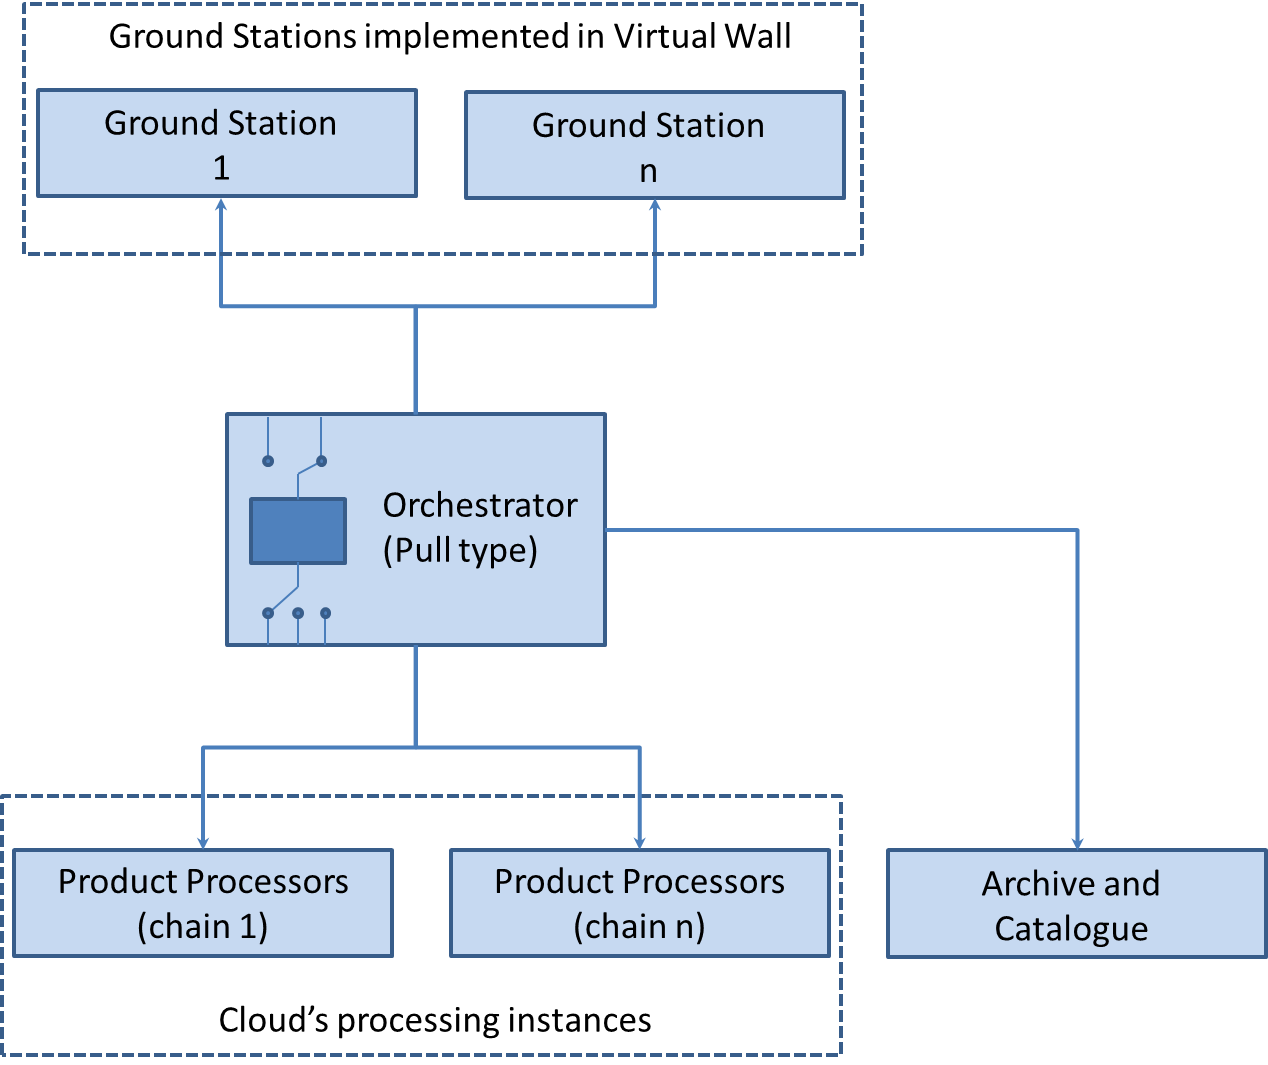 Ground Stations implemented in Virtual Wall
Ground Station
1
Ground Station
n
Orchestrator
(Pull type)
Product Processors
(chain 1)
Product Processors
(chain n)
Archive and
Catalogue
Cloud’s processing instances